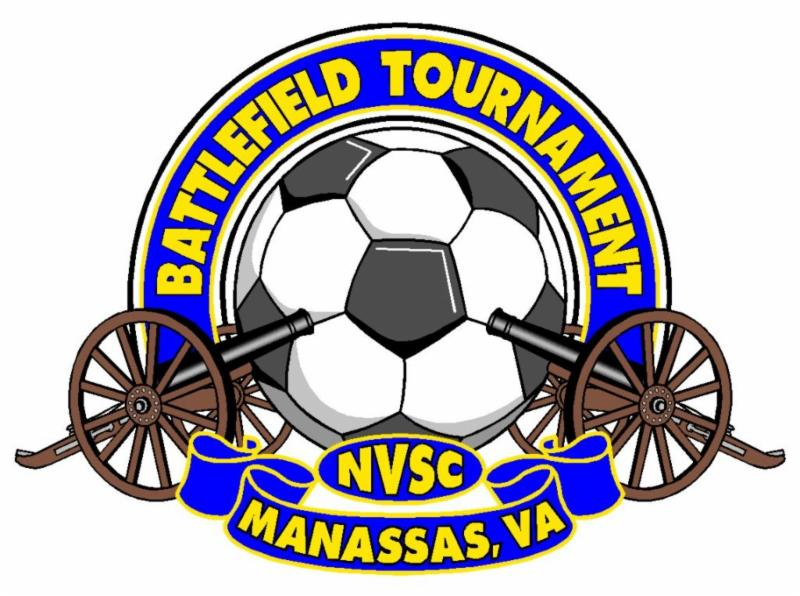 BATTLEFIELD TOURNAMENT
NVSC
MANASSAS, VA